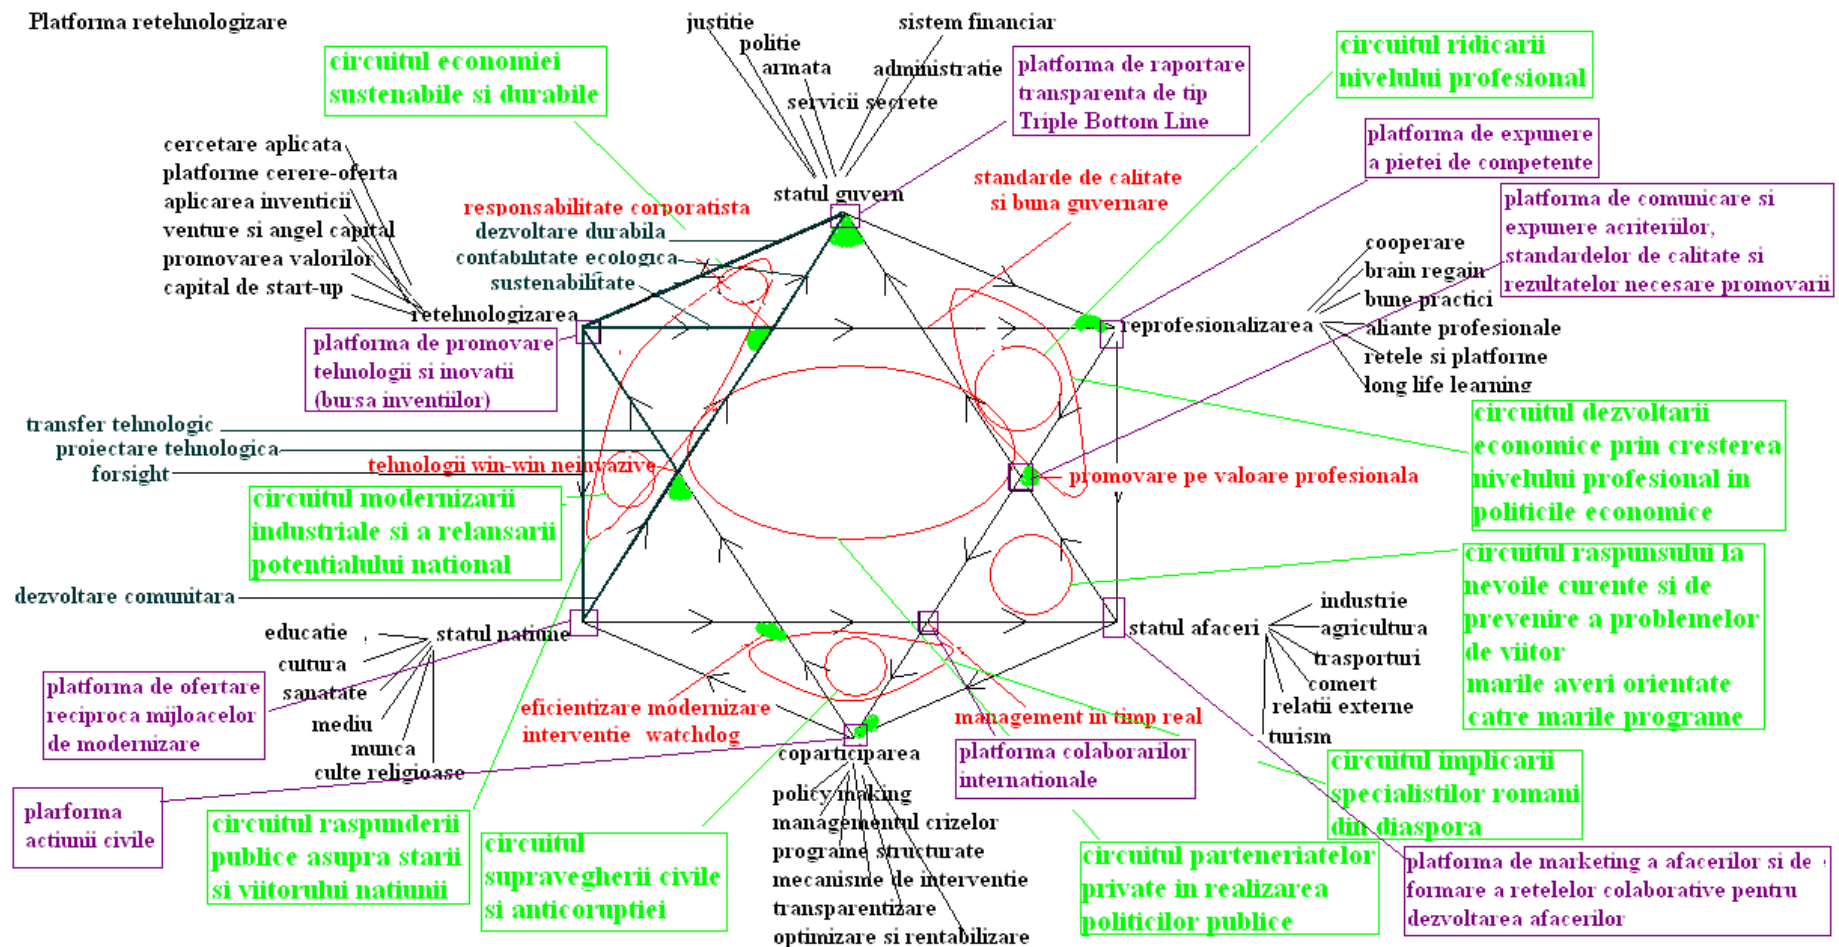 Platforma retehnologizare
justitie
politie
armata
servicii secrete
sistem financiar
administratie
statul guvern
circuitul economiei
sustenabile si durabile
platforma de raportare
transparenta de tip
Triple Bottom Line
circuitul ridicarii
nivelului profesional
platforma de expunere
a pietei de competente
platforma de comunicare si
expunere acriteriilor,
standardelor de calitate si
rezultatelor necesare promovarii
cercetare aplicata
platforme cerere-oferta
aplicarea inventicii
venture si angel capital
promovarea valorilor
capital de start-up
retehnologizarea
responsabilitate corporatista
dezvoltare durabila
contabilitate ecologica
sustenabilitate
standarde de calitate
si buna guvernare
cooperare
brain regain
bune practici
aliante profesionale
retele si platforme
long life learning
reprofesionalizarea
platforma de promovare
tehnologii si inovatii
(bursa inventiilor)
transfer tehnologic
proiectare tehnologica
forsight
tehnologii win-win neinvazive
promovare pe valoare profesionala
circuitul modernizarii
industriale si a relansarii
potentialului national
circuitul dezvoltarii
economice prin cresterea
nivelului profesional in
politicile economice
circuitul raspunsului la
nevoile curente si de
prevenire a problemelor
de viitor
marile averi orientate
catre marile programe
dezvoltare comunitara
educatie
cultura
sanatate
mediu
munca
culte religioase
statul natiune
statul afaceri
industrie
agricultura
trasporturi
comert
relatii externe
turism
platforma de ofertare
reciproca mijloacelor
de modernizare
eficientizare modernizare
interventie watchdog
management in timp real
platforma colaborarilor
internationale
coparticiparea
policy making
managementul crizelor
programe structurate
mecanisme de interventie
transparentizare
optimizare si rentabilizare
plarforma
actiunii civile
circuitul raspunderii
publice asupra starii
si viitorului natiunii
circuitul
supravegherii civile
si anticoruptiei
circuitul parteneriatelor
private in realizarea
politicilor publice
circuitul implicarii
specialistilor romani
din diaspora
platforma de marketing a afacerilor si de
formare a retelelor colaborative pentru
dezvoltarea afacerilor